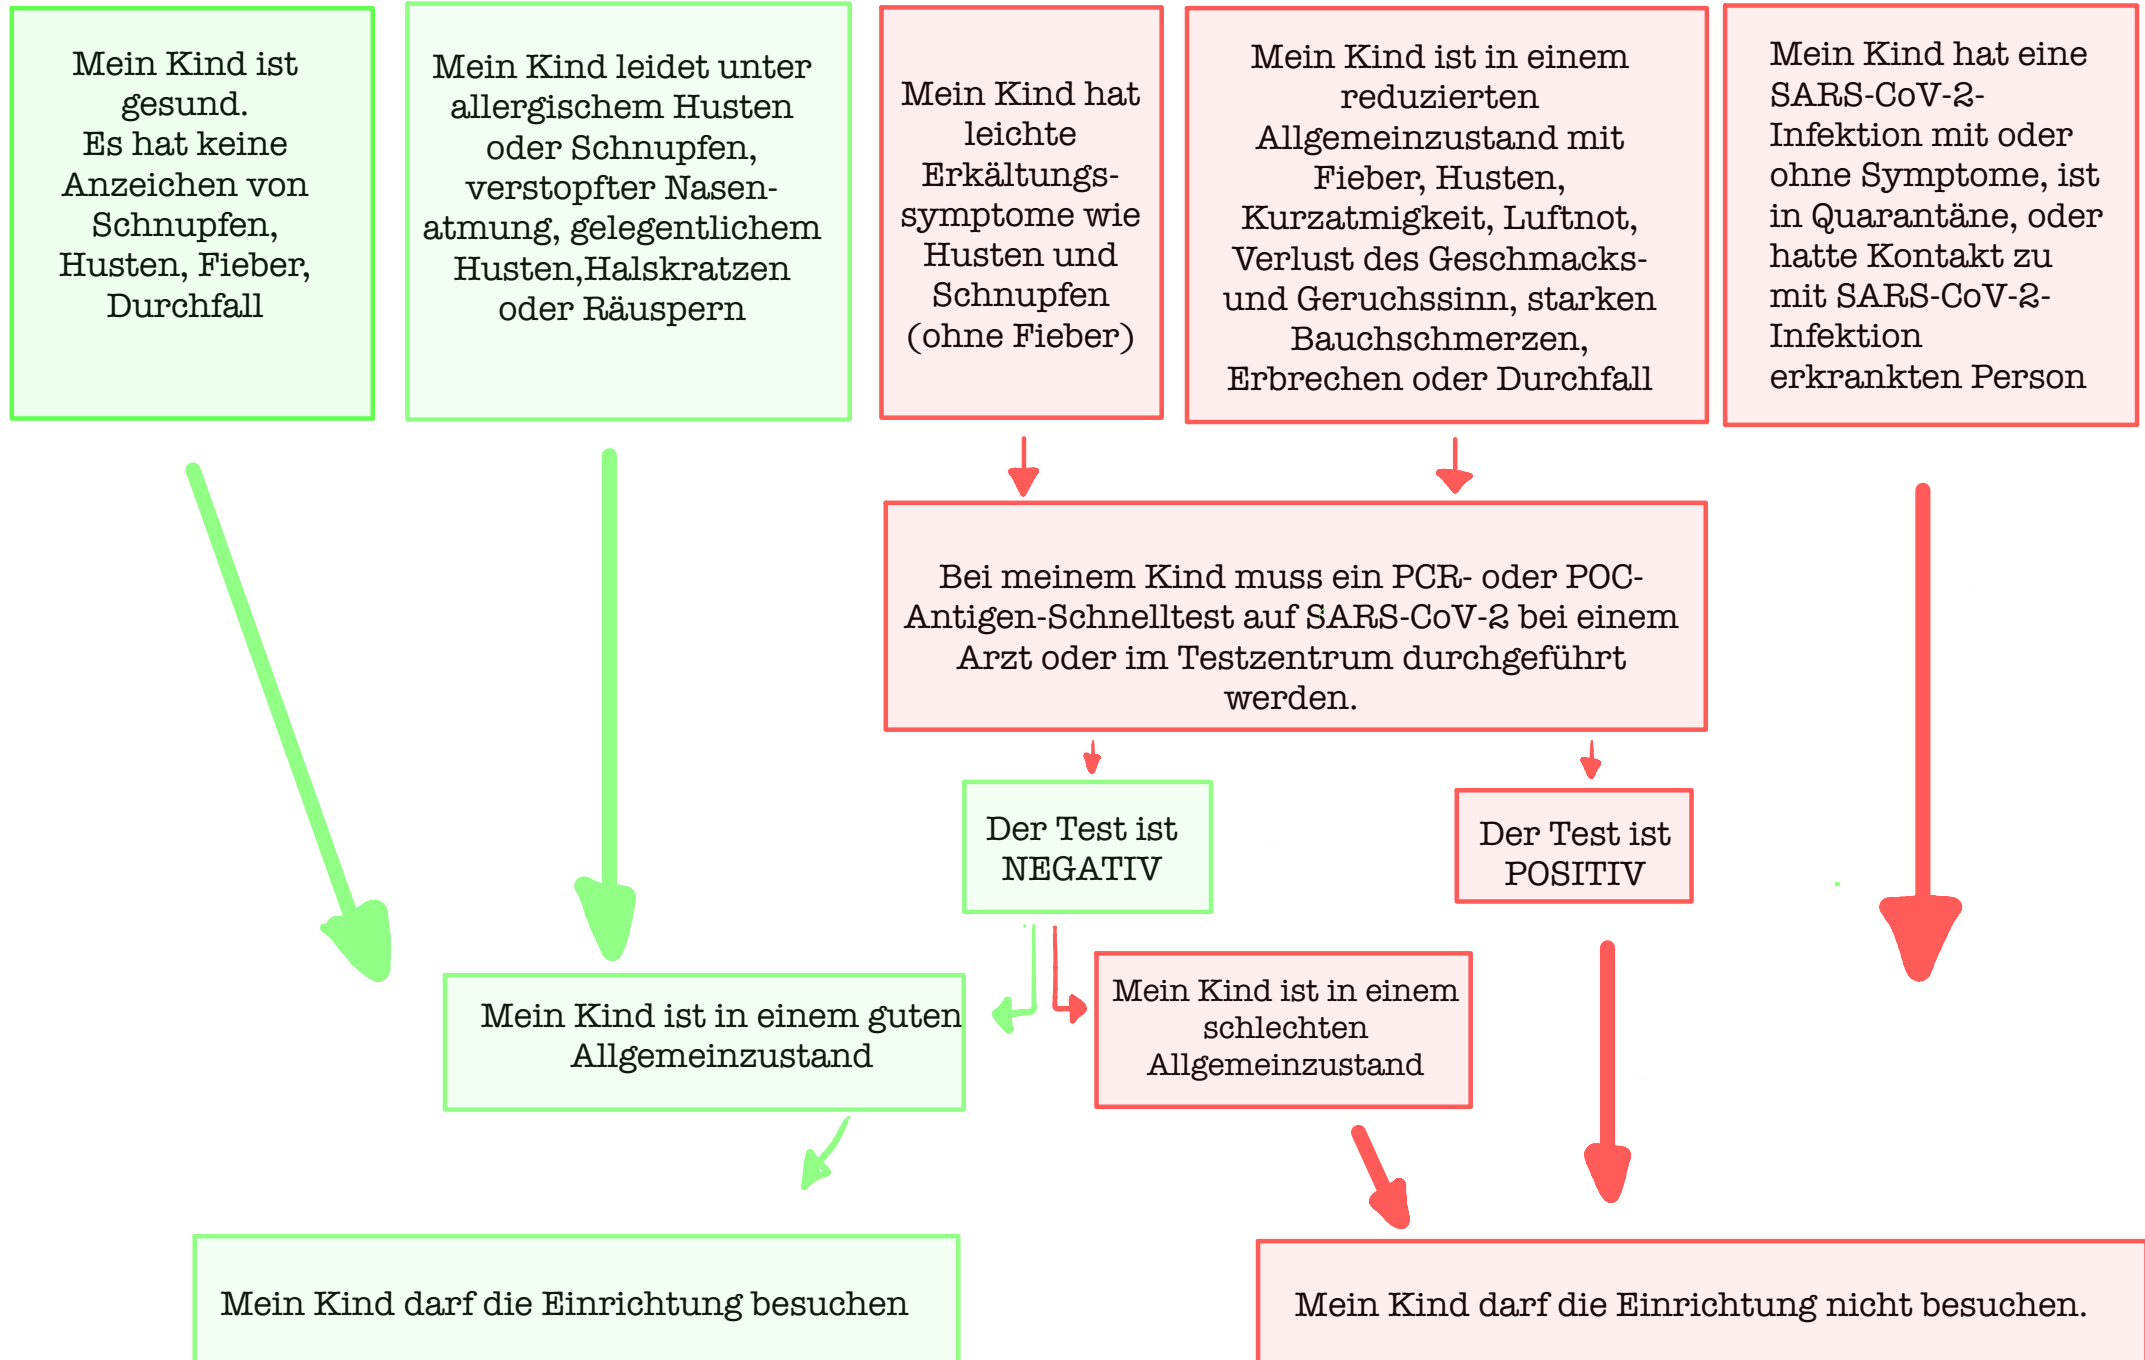 Mein Kind ist
gesund.
Es hat keine
Anzeichen von
Schnupfen,
Husten, Fieber,
Durchfall
Mein Kind leidet unter
allergischem Husten
oder Schnupfen,
verstopfter Nasen-
atmung, gelegentlichem
Husten,Halskratzen
oder Räuspern
Mein Kind hat
leichte
Erkältungs-
symptome wie
Husten und
Schnupfen
(ohne Fieber)
Mein Kind ist in einem
reduzierten
Allgemeinzustand mit
Fieber, Husten,
Kurzatmigkeit, Luftnot,
Verlust des Geschmacks-
und Geruchssinn, starken
Bauchschmerzen,
Erbrechen oder Durchfall
Mein Kind hat eine
SARS-CoV-2-
Infektion mit oder
ohne Symptome, ist
in Quarantäne, oder
hatte Kontakt zu
mit SARS-CoV-2-
Infektion
erkrankten Person
Bei meinem Kind muss ein PCR- oder POC-
Antigen-Schnelltest auf SARS-CoV-2 bei einem
Arzt oder im Testzentrum durchgeführt
werden.
Der Test ist
NEGATIV
Der Test ist
POSITIV
Mein Kind ist in einem guten
Allgemeinzustand
Mein Kind ist in einem
schlechten
Allgemeinzustand
Mein Kind darf die Einrichtung besuchen
Mein Kind darf die Einrichtung nicht besuchen.